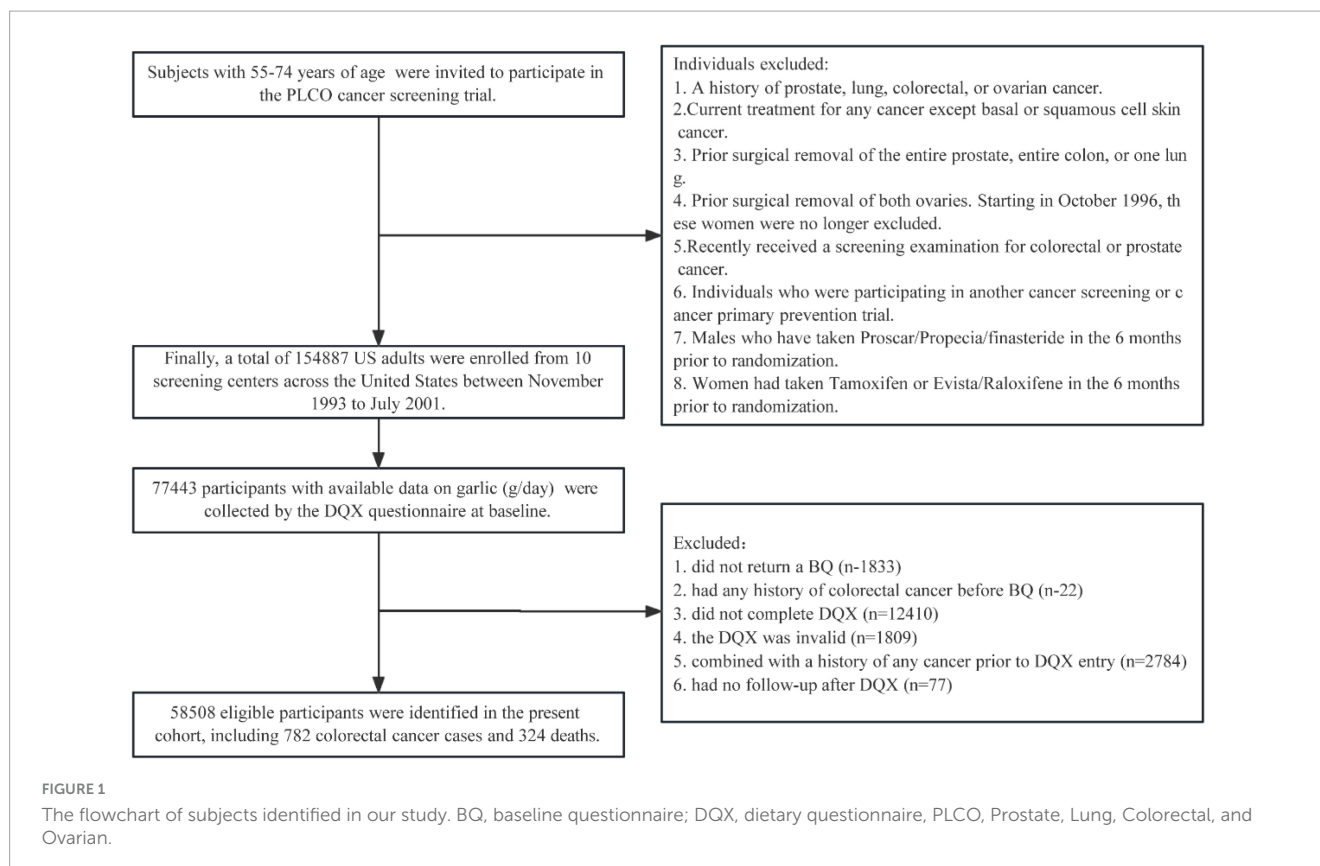 Subjects with 55-74 years of age were invited to participate in
the PLCO cancer screening trial.
Individuals excluded:
1. A history of prostate, lung, colorectal, or ovarian cancer.
2.Current treatment for any cancer except basal or squamous cell skin
cancer.
3. Prior surgical removal of the entire prostate, entire colon, or one lun
g.
4. Prior surgical removal of both ovaries. Starting in October 1996, th
ese women were no longer excluded.
5.Recently received a screening examination for colorectal or prostate
cancer.
6. Individuals who were participating in another cancer screening or c
ancer primary prevention trial.
7. Males who have taken Proscar/Propecia/finasteride in the 6 months
prior to randomization.
8. Women had taken Tamoxifen or Evista/Raloxifene in the 6 months
prior to randomization.
Finally, a total of 154887 US adults were enrolled from 10
screening centers across the United States between November
1993 to July 2001.
77443 participants with available data on garlic (g/day) were
collected by the DQX questionnaire at baseline.
Excluded:
1. did not return a BQ (n-1833)
2. had any history of colorectal cancer before BQ (n-22)
3. did not complete DQX (n=12410)
4. the DQX was invalid (n=1809)
5. combined with a history of any cancer prior to DQX entry (n=2784)
6. had no follow-up after DQX (n=77)
58508 eligible participants were identified in the present
cohort, including 782 colorectal cancer cases and 324 deaths.
FIGURE 1
The flowchart of subjects identified in our study. BQ, baseline questionnaire; DQX, dietary questionnaire, PLCO, Prostate, Lung, Colorectal, and
Ovarian.